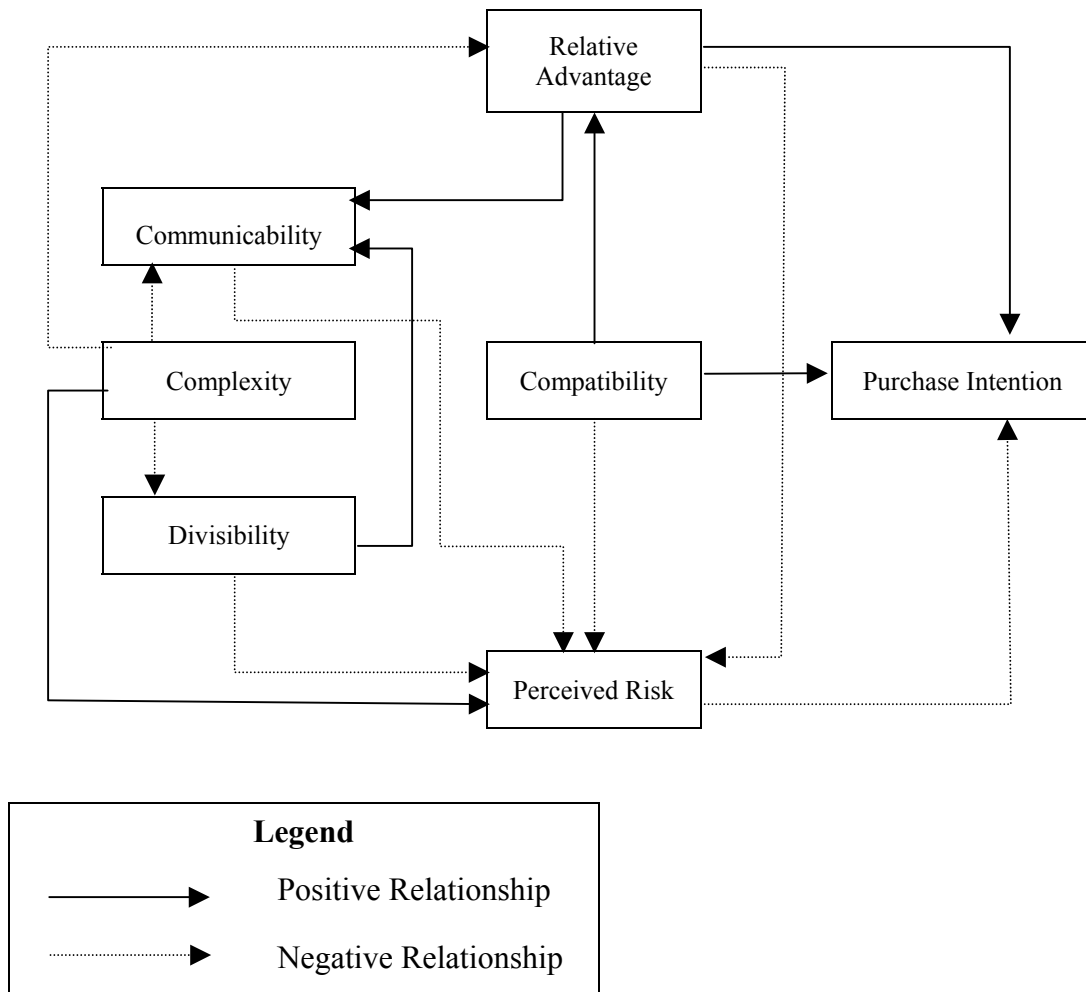 Relative
Advantage
Communicability
Complexity
Compatibility
Purchase Intention
Divisibility
Perceived Risk
Legend
Positive Relationship
Negative Relationship